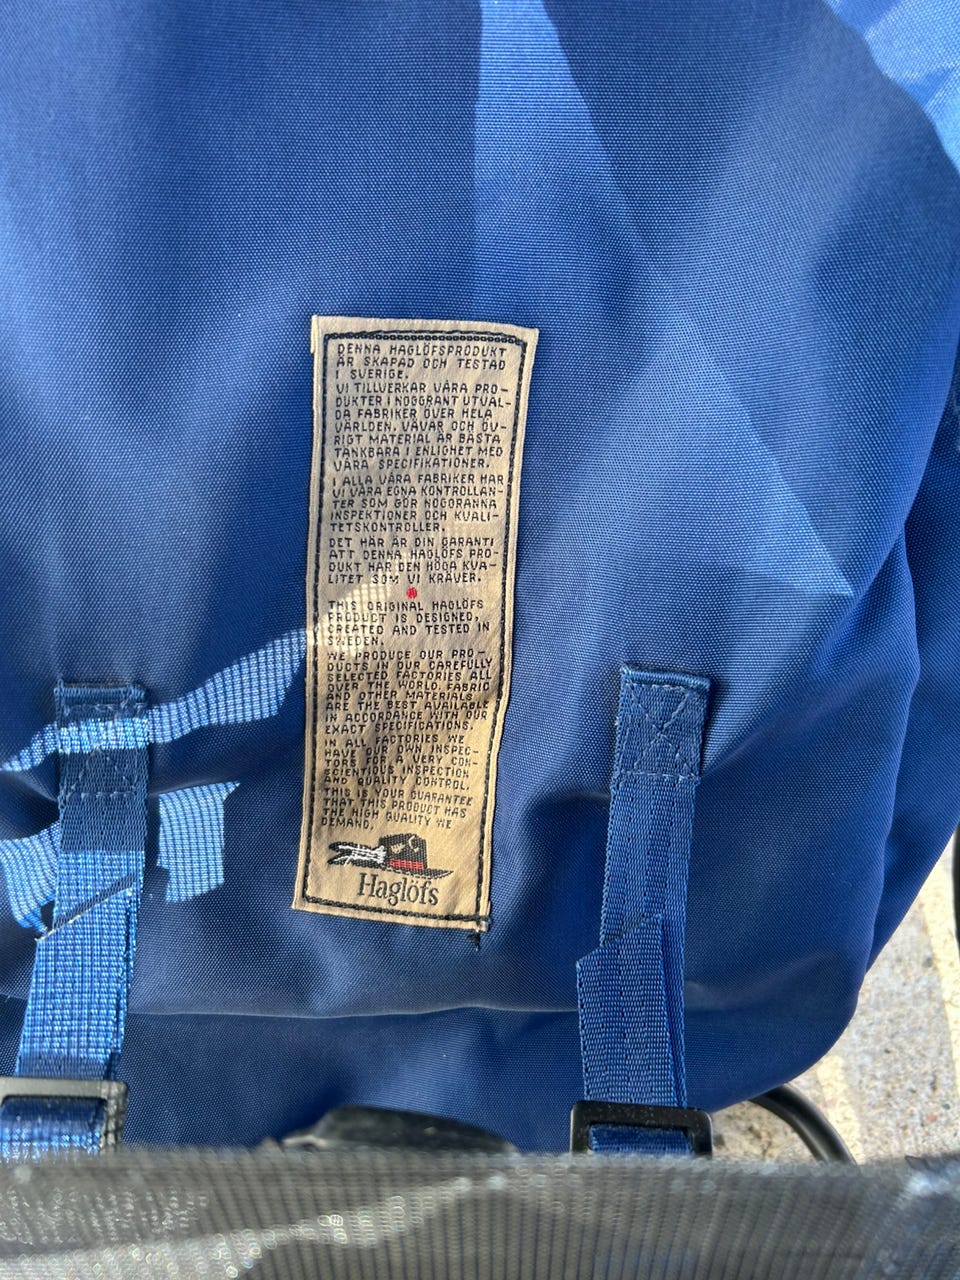 DENNA HAGLÖFSPRODUKT
ÄR SKAPAD OCH TESTAD
I SVERIGE.
VI TILLVERKAR VÅRA PRO-
DUKTER I NOGGRANT UTVAL-
DA FABRIKER ÖVER HELA
VÄRLDEN. VÄVAR OCH ÖV-
RIGT MATERIAL ÄR BÄSTA
TÄNKBARA I ENLIGHET MED
VÅRA SPECIFIKATIONER.
I ALLA VÅRA FABRIKER HAR
VI VÅRA EGNA KONTROLLAN-
TER SOM GÖR NOGGRANNA
INSPEKTIONER OCH KVALI-
TETSKONTROLLER.
DET HÄR ÄR DIN GARANTI
ATT DENNA HAGLÖFS PRO-
DUKT HAR DEN HÖGA KVA-
LITET SOM VI KRÄVER.
THIS ORIGINAL HAGLÖFS
PRODUCT IS DESIGNED,
CREATED AND TESTED IN
SWEDEN.
WE PRODUCE OUR PRO-
DUCTS IN OUR CAREFULLY
SELECTED FACTORIES ALL
OVER THE WORLD. FABRIC
AND OTHER MATERIALS
ARE THE BEST AVAILABLE
IN ACCORDANCE WITH OUR
EXACT SPECIFICATIONS.
IN ALL FACTORIES WE
HAVE OUR OWN INSPEC-
TORS FOR A VERY CON-
SCIENTIOUS INSPECTION
AND QUALITY CONTROL.
THIS IS YOUR GUARANTEE
THAT THIS PRODUCT HAS
THE HIGH QUALITY WE
DEMAND.
Haglöfs